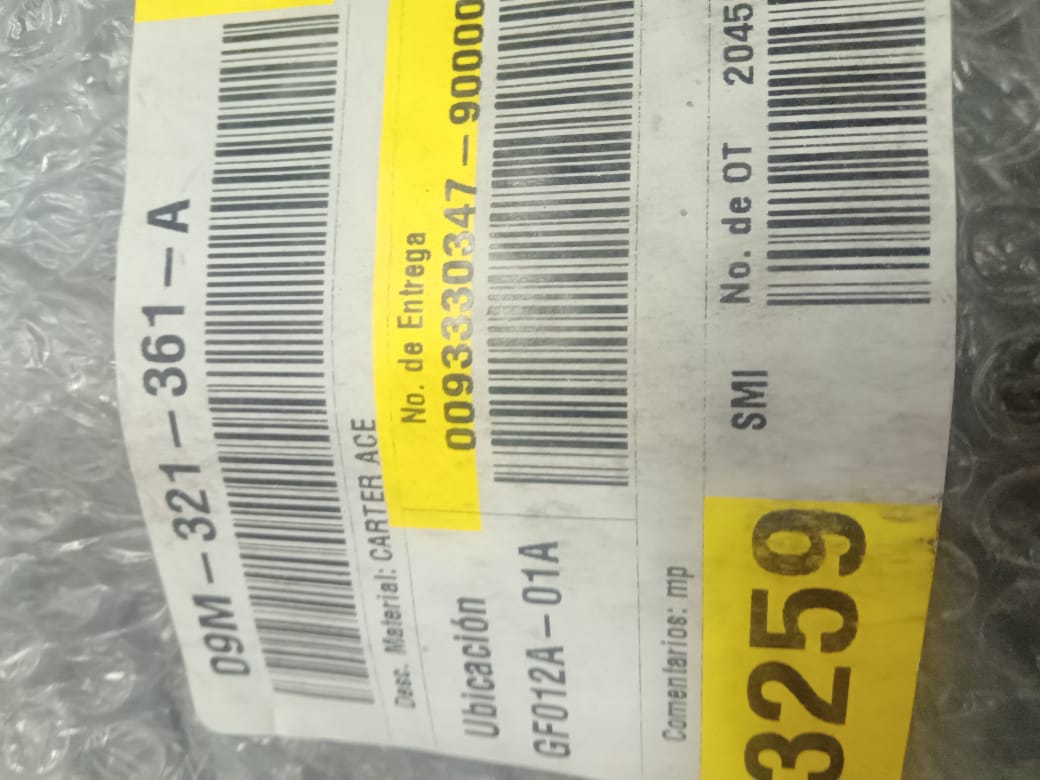 09M-321-361-A
Desc. Material: CARTER ACE
No. de Entrega
0093330347-90000
Ubicación
GF012A-01A
Comentarios: mp
SMI
No. de OT 2045
3259